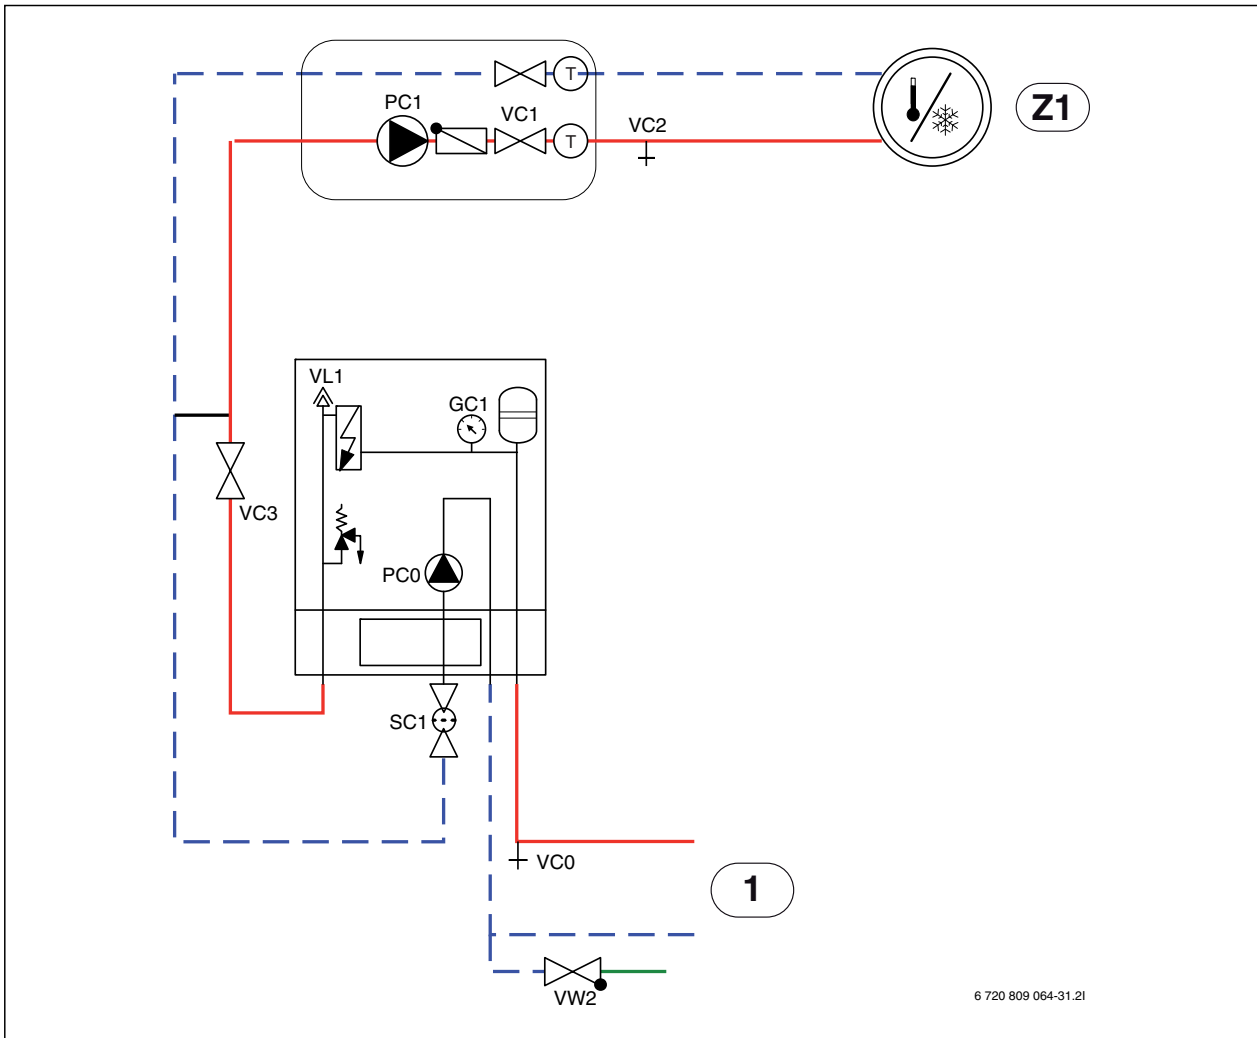 T
PC1
VC1
T
VC2
Z1
VL1
GC1
VC3
PC0
SC1
VC0
1
VW2
6 720 809 064-31.2I